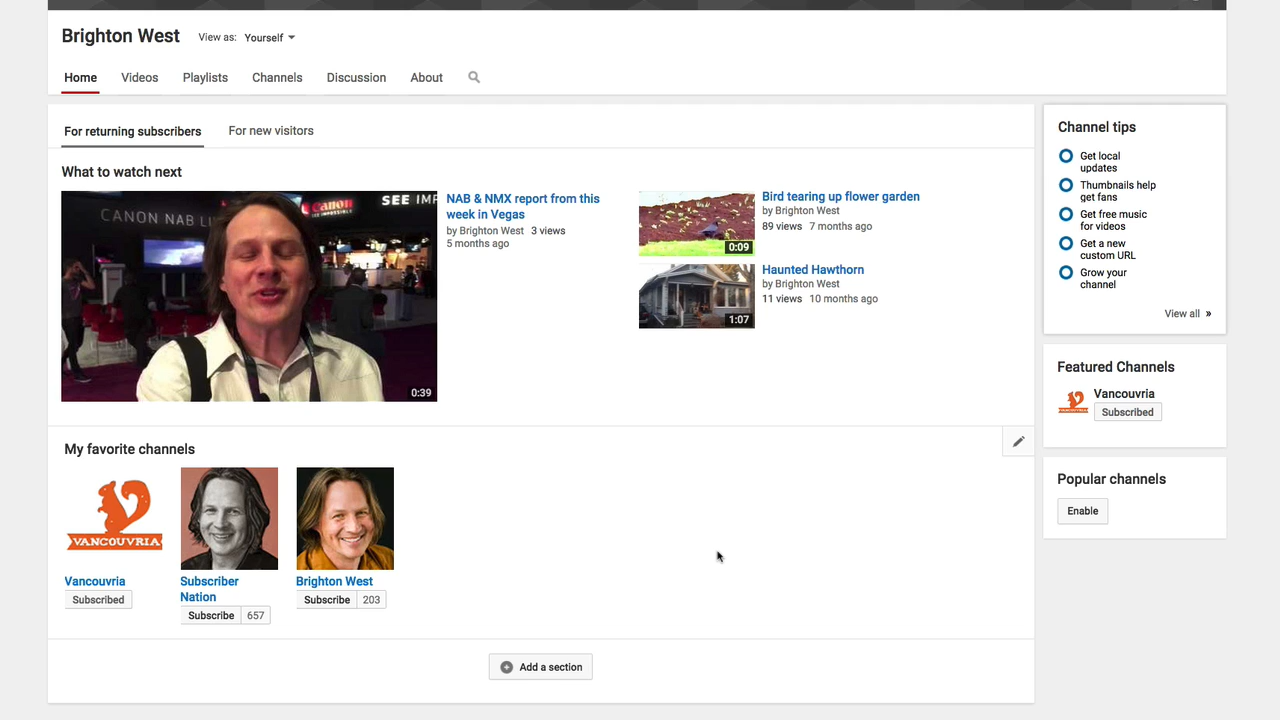 Brighton West
View as: Yourself
Home Videos Playlists Channels Discussion About
For returning subscribers For new visitors
What to watch next
CANON NAB LI
canon
SEE IMPOSSIBLE
SEE IMP
0:39
NAB & NMX report from this
week in Vegas
by Brighton West 3 views
5 months ago
0:09
Bird tearing up flower garden
by Brighton West
89 views 7 months ago
1:07
Haunted Hawthorn
by Brighton West
11 views 10 months ago
My favorite channels
VANCOUVRIA
Vancouvria
Subscribed
Subscriber
Nation
Subscribe 657
Brighton West
Subscribe 203
Add a section
Channel tips
Get local
updates
Thumbnails help
get fans
Get free music
for videos
Get a new
custom URL
Grow your
channel
View all »
Featured Channels
VANCOUVRIA
Vancouvria
Subscribed
Popular channels
Enable